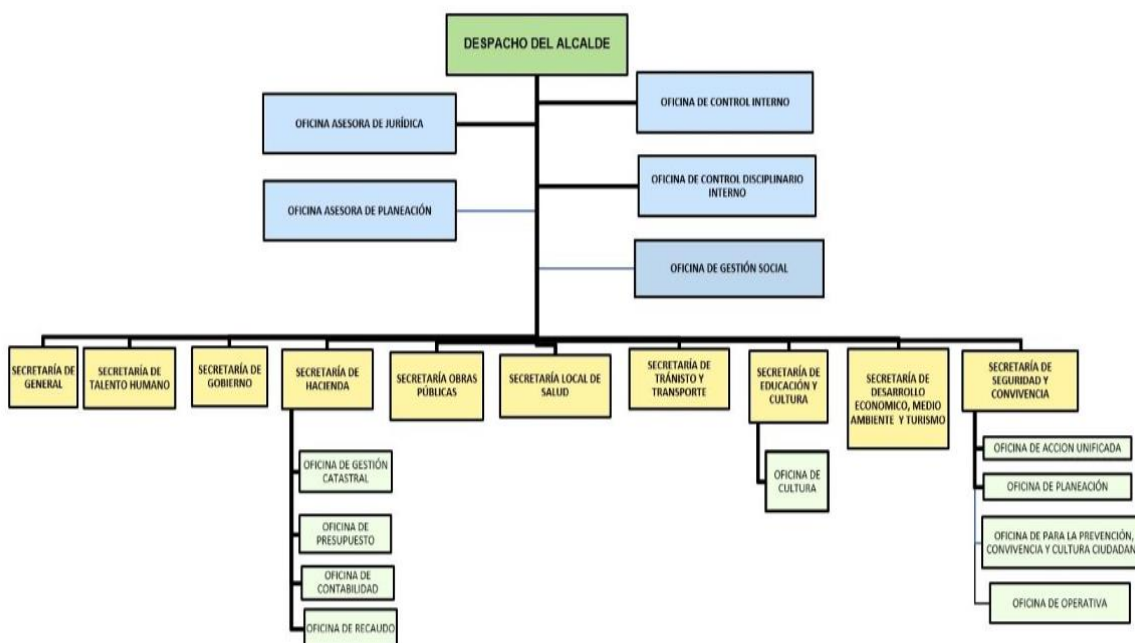 DESPACHO DEL ALCALDE
OFICINA ASESORA DE JURÍDICA
OFICINA DE CONTROL INTERNO
OFICINA ASESORA DE PLANEACIÓN
OFICINA DE CONTROL DISCIPLINARIO
INTERNO
OFICINA DE GESTIÓN SOCIAL
SECRETARÍA DE
GENERAL
SECRETARÍA DE
TALENTO HUMANO
SECRETARÍA DE
GOBIERNO
SECRETARÍA DE
HACIENDA
SECRETARÍA OBRAS
PÚBLICAS
SECRETARÍA LOCAL DE
SALUD
SECRETARÍA DE
TRÁNISTO Y
TRANSPORTE
SECRETARÍA DE
EDUCACIÓN Y
CULTURA
SECRETARÍA DE
DESARROLLO
ECONOMICO, MEDIO
AMBIENTE Y TURISMO
SECRETARÍA DE
SEGURIDAD Y
CONVIVENCIA
OFICINA DE GESTIÓN
CATASTRAL
OFICINA DE
PRESUPUESTO
OFICINA DE
CONTABILIDAD
OFICINA DE RECAUDO
OFICINA DE
CULTURA
OFICINA DE ACCION UNIFICADA
OFICINA DE PLANEACIÓN
OFICINA DE PARA LA PREVENCIÓN,
CONVIVENCIA Y CULTURA CIUDADAN
OFICINA DE OPERATIVA